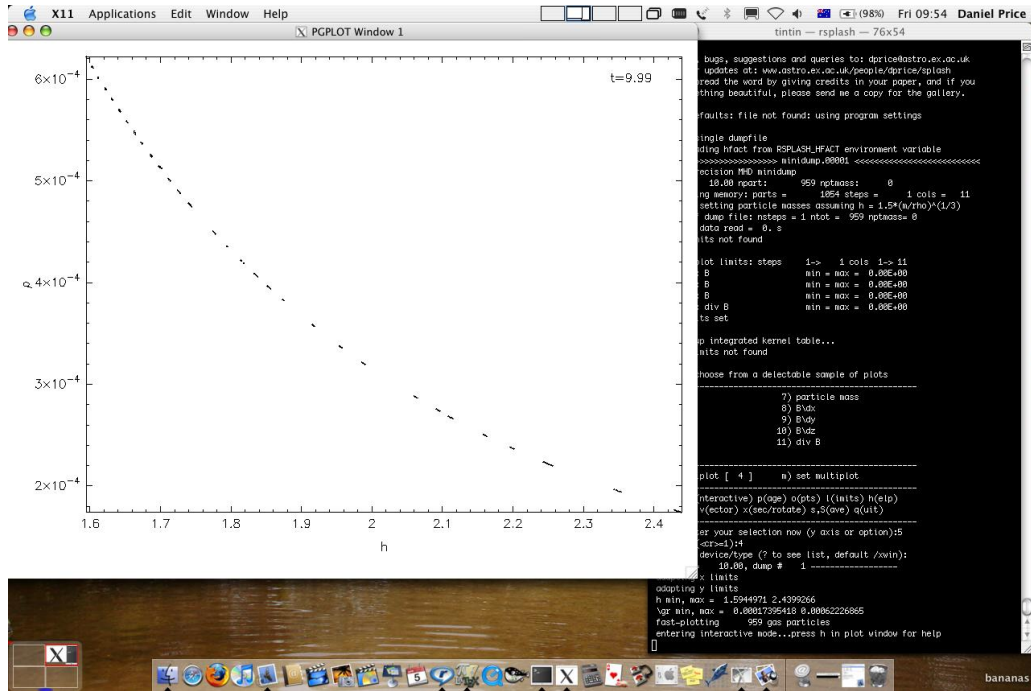 X11 Applications Edit Window Help
(98%) Fri 09:54 Daniel Price
X PGPLOT Window 1
t=9.99
6×10⁻⁴
5×10⁻⁴
4×10⁻⁴
3×10⁻⁴
2×10⁻⁴
ρ
1.6 1.7 1.8 1.9 2 2.1 2.2 2.3 2.4
h
tintin — rsplash — 76x54
bugs, suggestions and queries to: dprice@astro.ex.ac.uk
updates at: www.astro.ex.ac.uk/people/dprice/splash
read the word by giving credits in your paper, and if you
thing beautiful, please send me a copy for the gallery.
efaults: file not found: using program settings
single dumpfile
ding hfact from RSPLASH_HFACT environment variable
>>>>>>>>>>>>>>>>> minidump.00001 <<<<<<<<<<<<<<<<<<<<<<<<<<
recision MHD minidump
10.00 npart: 959 nptmass: 0
ng memory: parts = 1054 steps = 1 cols = 11
setting particle masses assuming h = 1.5*(m/rho)^(1/3)
dump file: nsteps = 1 ntot = 959 nptmass= 0
data read = 0. s
its not found
lot limits: steps 1-> 1 cols 1-> 11
B min = max = 0.00E+00
B min = max = 0.00E+00
B min = max = 0.00E+00
div B min = max = 0.00E+00
ts set
up integrated kernel table...
mits not found
hoose from a delectable sample of plots
7) particle mass
8) B\dx
9) B\dy
10) B\dz
11) div B
plot [ 4 ] m) set multiplot
nteractive) p(age) o(pts) l(imits) h(elp)
v(ector) x(sec/rotate) s,S(ave) q(uit)
er your selection now (y axis or option):5
(<cr>=1):4
device/type (? to see list, default /xwin):
10.00, dump # 1 ------------------
adapting x limits
adapting y limits
h min, max = 1.5944971 2.4399266
\gr min, max = 0.00017395418 0.00062226865
fast-plotting 959 gas particles
entering interactive mode...press h in plot window for help
bananas